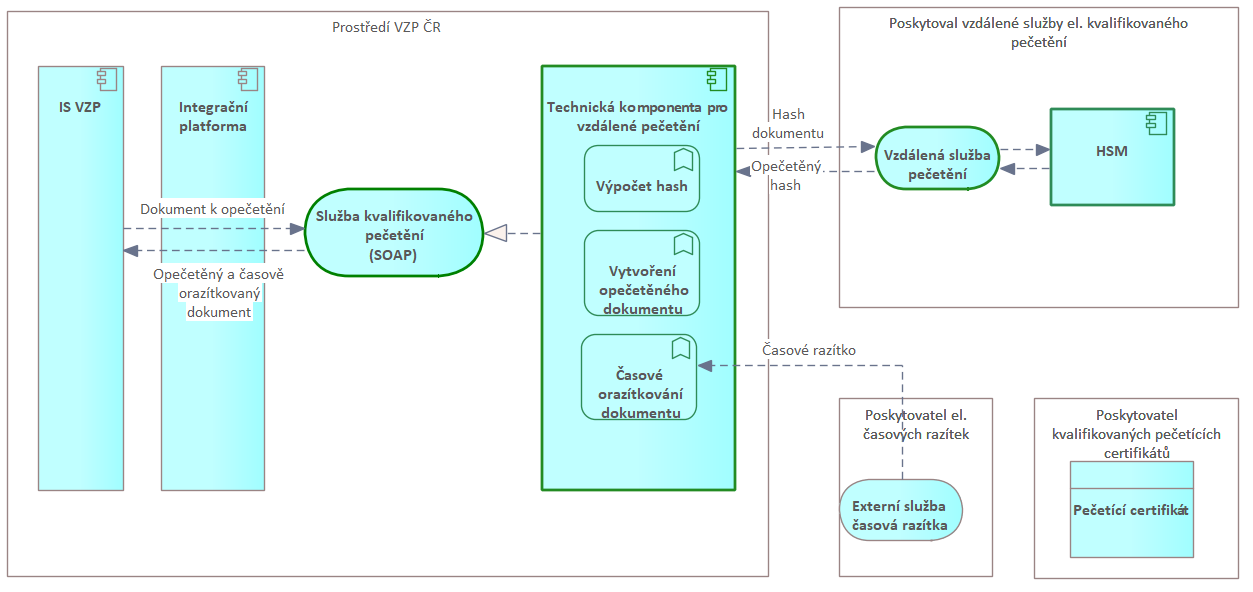 Prostředí VZP ČR
IS VZP
Integrační
platforma
Dokument k opečetění
Opečetěný a časově
orazítkovaný
dokument
Služba kvalifikovaného
pečetění
(SOAP)
Technická komponenta pro
vzdálené pečetění
Výpočet hash
Vytvoření
opečetěného
dokumentu
Časové
orazítkování
dokumentu
Hash
dokumentu
Opečetěný
hash
Časové razítko
Poskytoval vzdálené služby el. kvalifikovaného
pečetění
Vzdálená služba
pečetění
HSM
Poskytovatel el.
časových razítek
Externí služba
časová razítka
Poskytovatel
kvalifikovaných pečetících
certifikátů
Pečetící certifikát